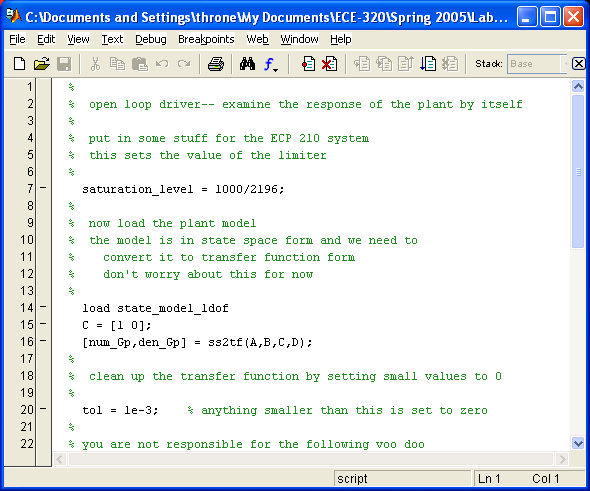 C:\Documents and Settings\throne\My Documents\ECE-320\Spring 2005\Lab...
File Edit View Text Debug Breakpoints Web Window Help
Stack: Base
1 %
2 % open loop driver-- examine the response of the plant by itself
3 %
4 % put in some stuff for the ECP 210 system
5 % this sets the value of the limiter
6 %
7 – saturation_level = 1000/2196;
8 %
9 % now load the plant model
10 % the model is in state space form and we need to
11 % convert it to transfer function form
12 % don't worry about this for now
13 %
14 – load state_model_1dof
15 – C = [1 0];
16 – [num_Gp,den_Gp] = ss2tf(A,B,C,D);
17 %
18 % clean up the transfer function by setting small values to 0
19 %
20 – tol = 1e-3; % anything smaller than this is set to zero
21 %
22 % you are not responsible for the following voo doo
script Ln 1 Col 1